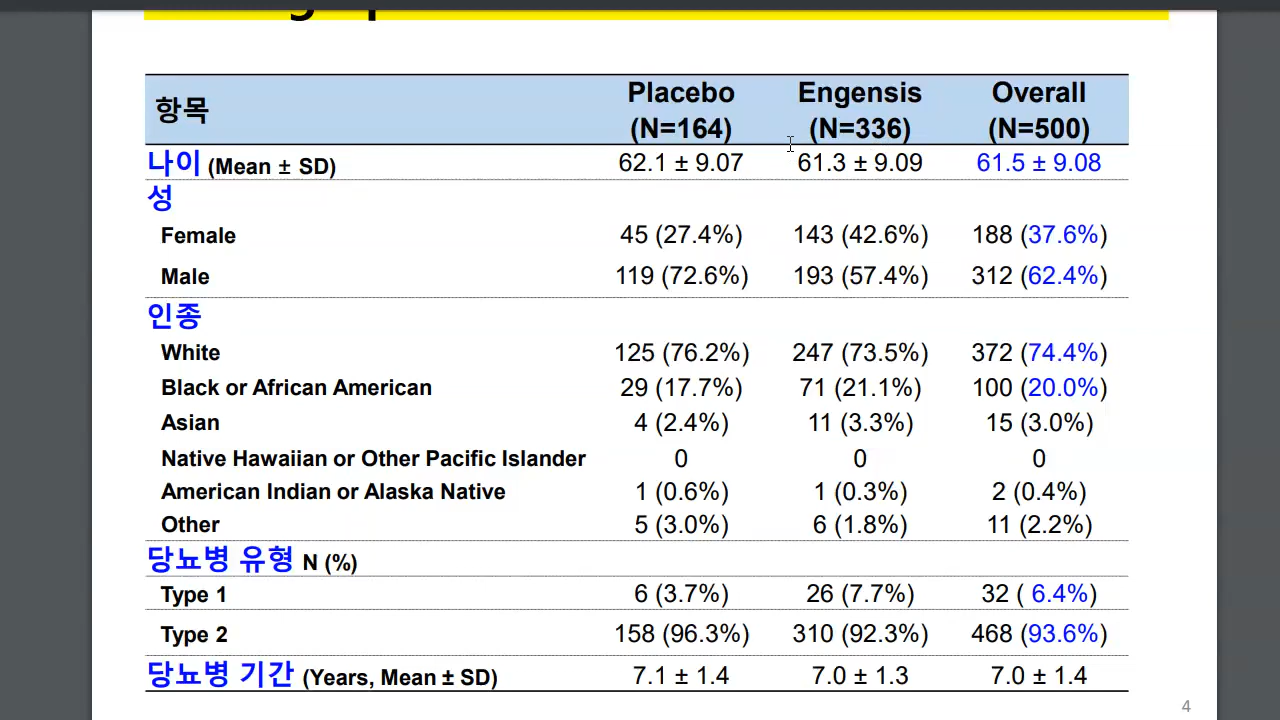 항목 Placebo (N=164) Engensis (N=336) Overall (N=500)
나이 (Mean ± SD) 62.1 ± 9.07 61.3 ± 9.09 61.5 ± 9.08
성
Female 45 (27.4%) 143 (42.6%) 188 (37.6%)
Male 119 (72.6%) 193 (57.4%) 312 (62.4%)
인종
White 125 (76.2%) 247 (73.5%) 372 (74.4%)
Black or African American 29 (17.7%) 71 (21.1%) 100 (20.0%)
Asian 4 (2.4%) 11 (3.3%) 15 (3.0%)
Native Hawaiian or Other Pacific Islander 0 0 0
American Indian or Alaska Native 1 (0.6%) 1 (0.3%) 2 (0.4%)
Other 5 (3.0%) 6 (1.8%) 11 (2.2%)
당뇨병 유형 N (%)
Type 1 6 (3.7%) 26 (7.7%) 32 ( 6.4%)
Type 2 158 (96.3%) 310 (92.3%) 468 (93.6%)
당뇨병 기간 (Years, Mean ± SD) 7.1 ± 1.4 7.0 ± 1.3 7.0 ± 1.4
4